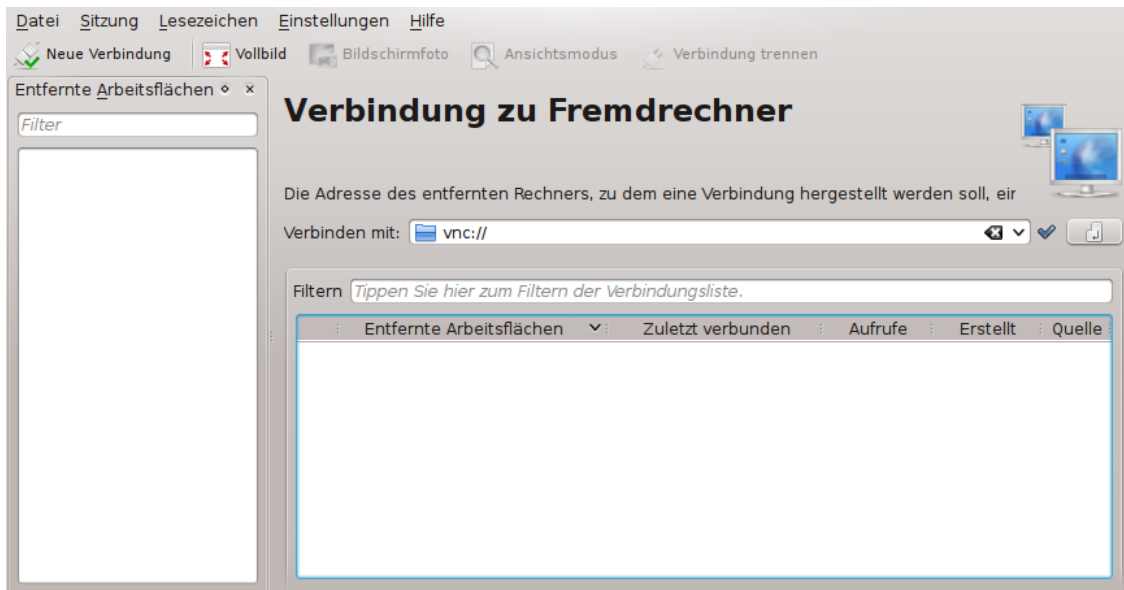 Datei Sitzung Lesezeichen Einstellungen Hilfe
Neue Verbindung Vollbild Bildschirmfoto Ansichtsmodus Verbindung trennen
Entfernte Arbeitsflächen
Filter
Verbindung zu Fremdrechner
Die Adresse des entfernten Rechners, zu dem eine Verbindung hergestellt werden soll, eir
Verbinden mit: vnc://
Filtern Tippen Sie hier zum Filtern der Verbindungsliste.
Entfernte Arbeitsflächen Zuletzt verbunden Aufrufe Erstellt Quelle